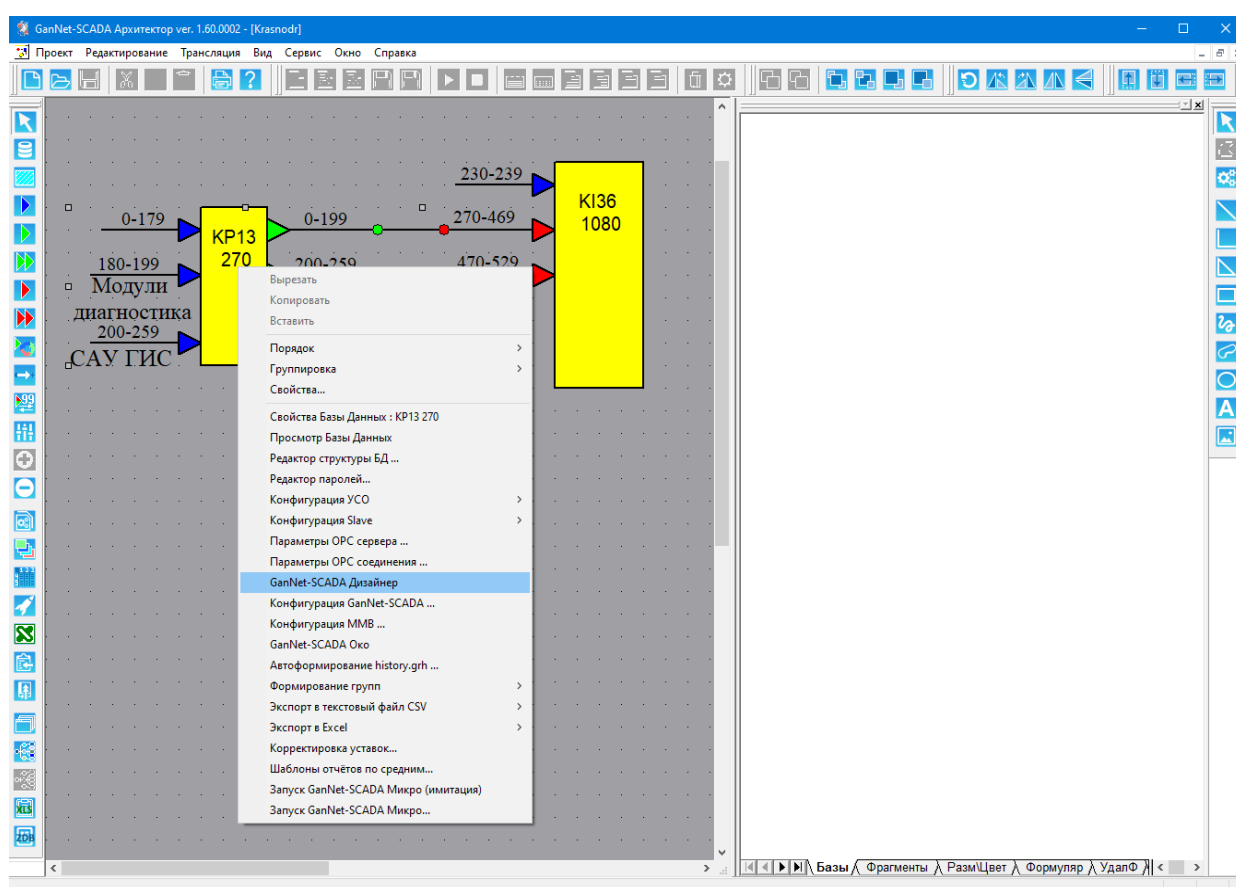 GanNet-SCADA Архитектор ver. 1.60.0002 - [Krasnodr]
Проект Редактирование Трансляция Вид Сервис Окно Справка
230-239
KI36
1080
0-179
0-199
270-469
KP13
270
180-199
200-259
470-529
Модули
диагностика
200-259
САУ ГИС
Вырезать
Копировать
Вставить
Порядок
Группировка
Свойства...
Свойства Базы Данных : KP13 270
Просмотр Базы Данных
Редактор структуры БД ...
Редактор паролей...
Конфигурация УСО
Конфигурация Slave
Параметры OPC сервера ...
Параметры OPC соединения ...
GanNet-SCADA Дизайнер
Конфигурация GanNet-SCADA ...
Конфигурация MMB ...
GanNet-SCADA Око
Автоформирование history.grh ...
Формирование групп
Экспорт в текстовый файл CSV
Экспорт в Excel
Корректировка уставок...
Шаблоны отчётов по средним...
Запуск GanNet-SCADA Микро (имитация)
Запуск GanNet-SCADA Микро...
99
XLS
ZDB
A
Базы Фрагменты Разм\Цвет Формуляр УдалФ